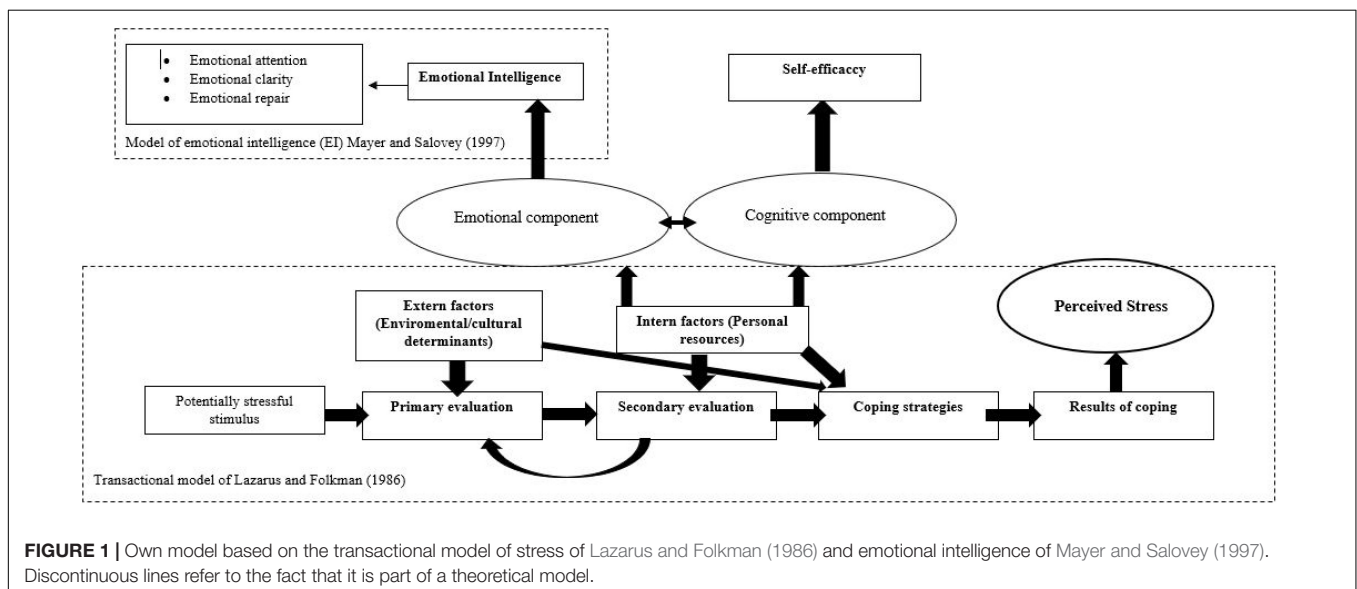 • Emotional attention
• Emotional clarity
• Emotional repair
Emotional Intelligence
Model of emotional intelligence (EI) Mayer and Salovey (1997)
Self-efficaccy
Emotional component
Cognitive component
Extern factors
(Enviromental/cultural
determinants)
Intern factors (Personal
resources)
Perceived Stress
Potentially stressful
stimulus
Primary evaluation
Secondary evaluation
Coping strategies
Results of coping
Transactional model of Lazarus and Folkman (1986)
FIGURE 1 | Own model based on the transactional model of stress of Lazarus and Folkman (1986) and emotional intelligence of Mayer and Salovey (1997).
Discontinuous lines refer to the fact that it is part of a theoretical model.